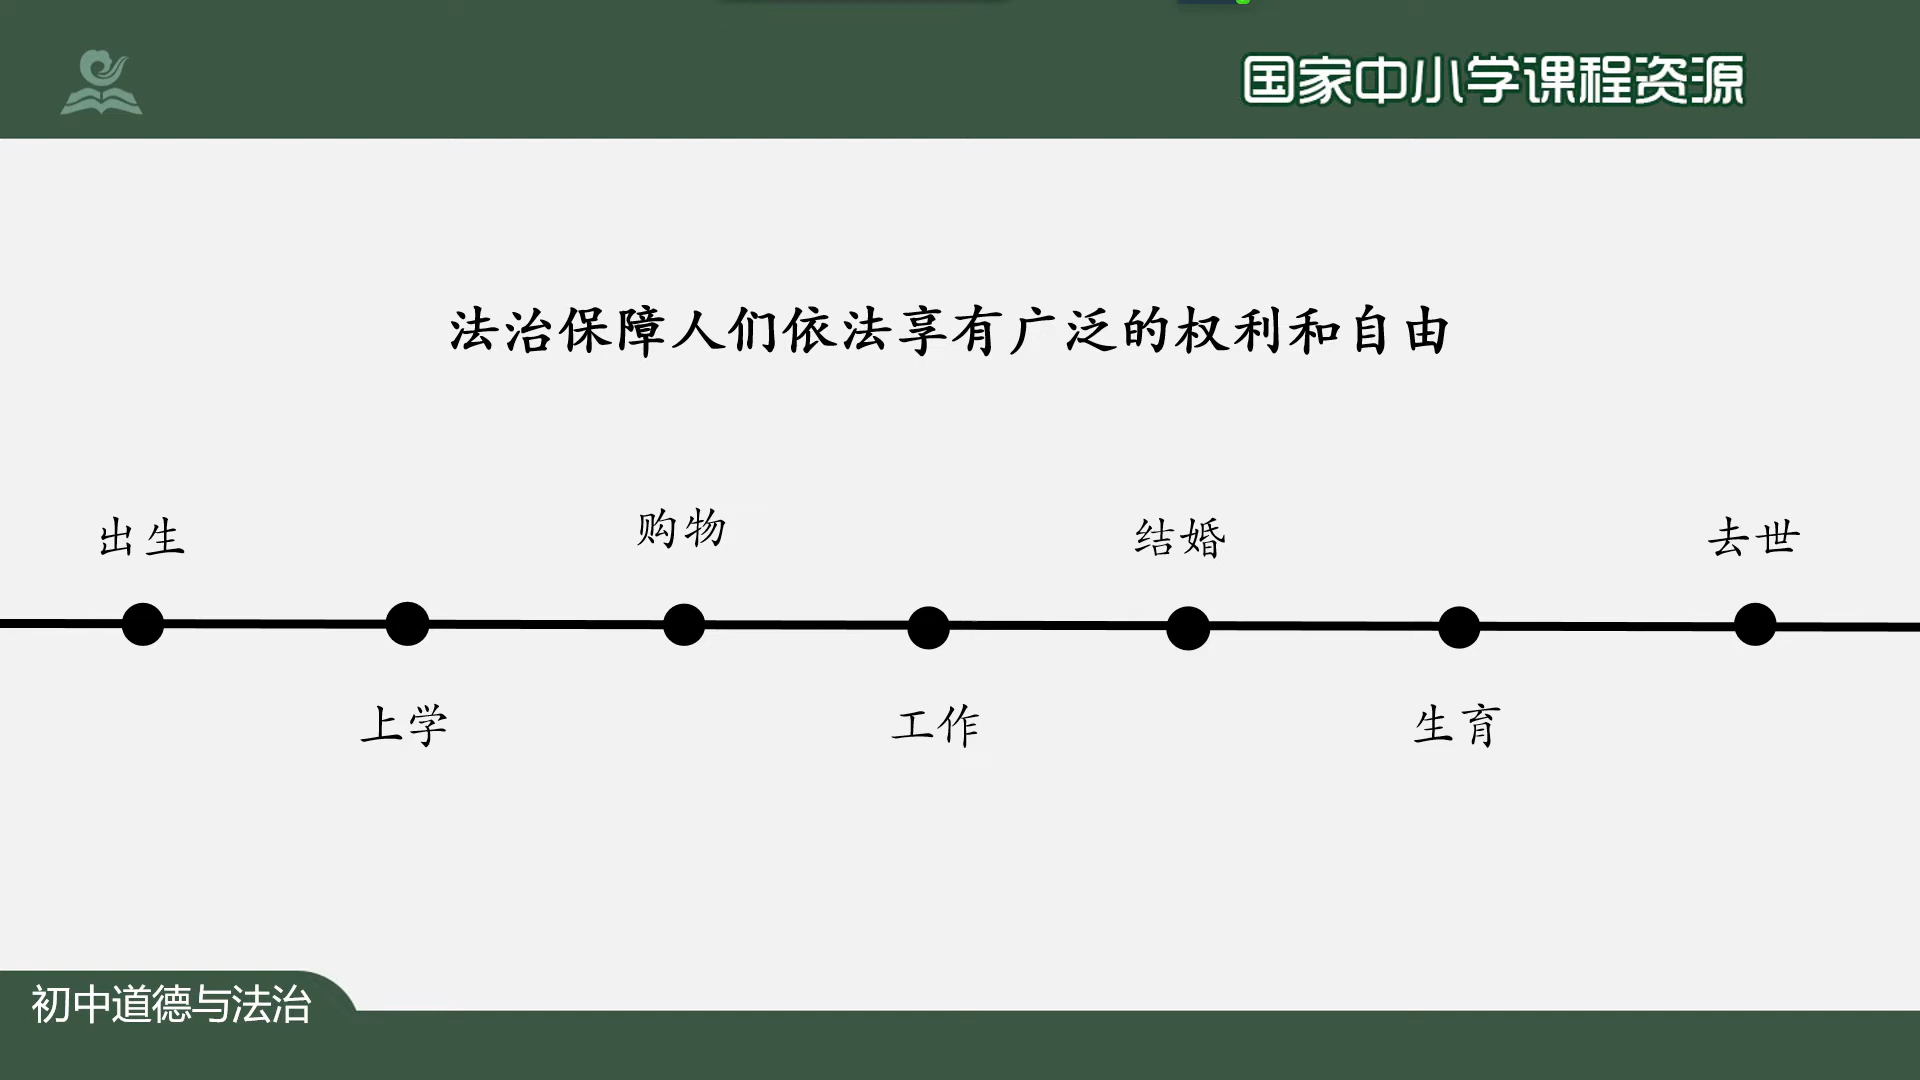 国家中小学课程资源
法治保障人们依法享有广泛的权利和自由
出生
上学
购物
工作
结婚
生育
去世
初中道德与法治